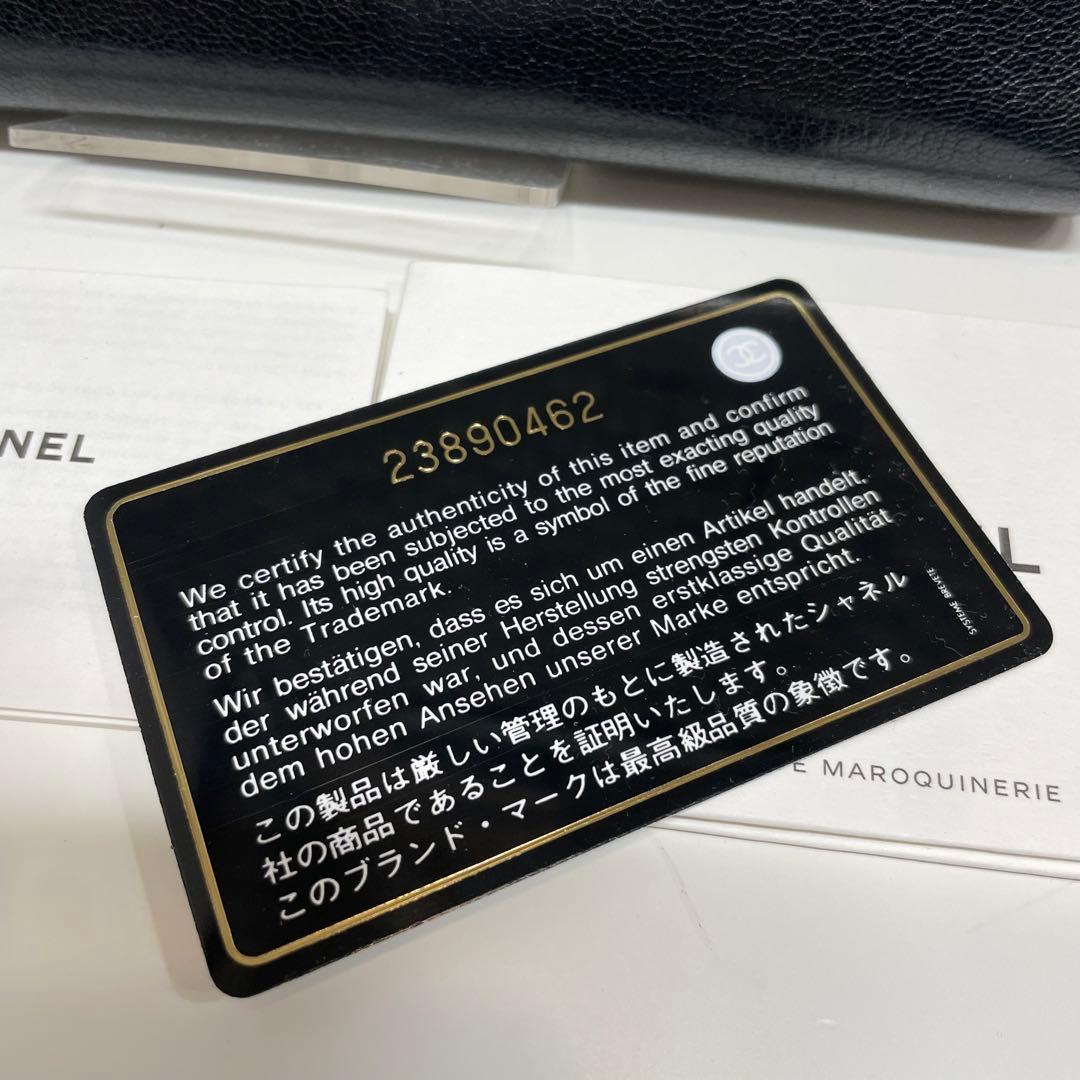 NEL
23890462
We certify the authenticity of this item and confirm
that it has been subjected to the most exacting quality
control. Its high quality is a symbol of the fine reputation
of the Trademark.
Wir bestätigen, dass es sich um einen Artikel handelt.
der während seiner Herstellung strengsten Kontrollen
unterworfen war, und dessen erstklassige Qualität
dem hohen Ansehen unserer Marke entspricht.
この製品は厳しい管理のもとに製造されたシャネル
社の商品であることを証明いたします。
このブランド・マークは最高級品質の象徴です。
SYSTEME BREVETE
L
E MAROQUINERIE